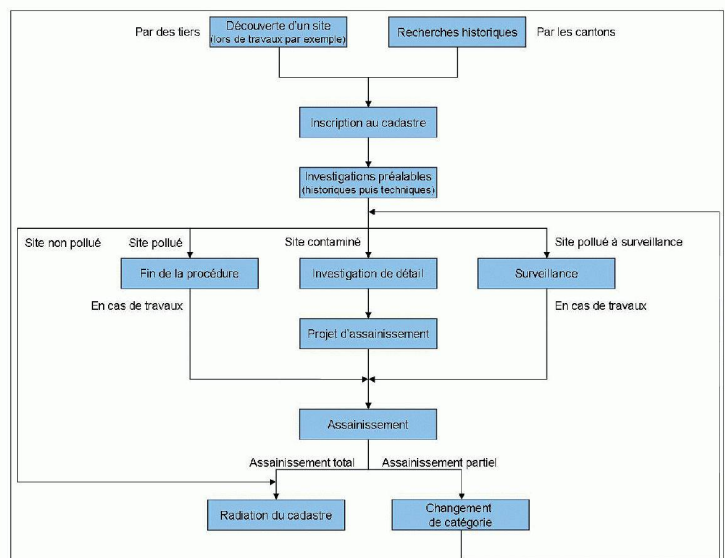 Par des tiers
Découverte d'un site
(lors de travaux par exemple)
Recherches historiques
Par les cantons
Inscription au cadastre
Investigations préalables
(historiques puis techniques)
Site non pollué
Site pollué
Site contaminé
Site pollué à surveillance
Fin de la procédure
Investigation de détail
Surveillance
En cas de travaux
En cas de travaux
Projet d'assainissement
Assainissement
Assainissement total
Assainissement partiel
Radiation du cadastre
Changement
de catégorie